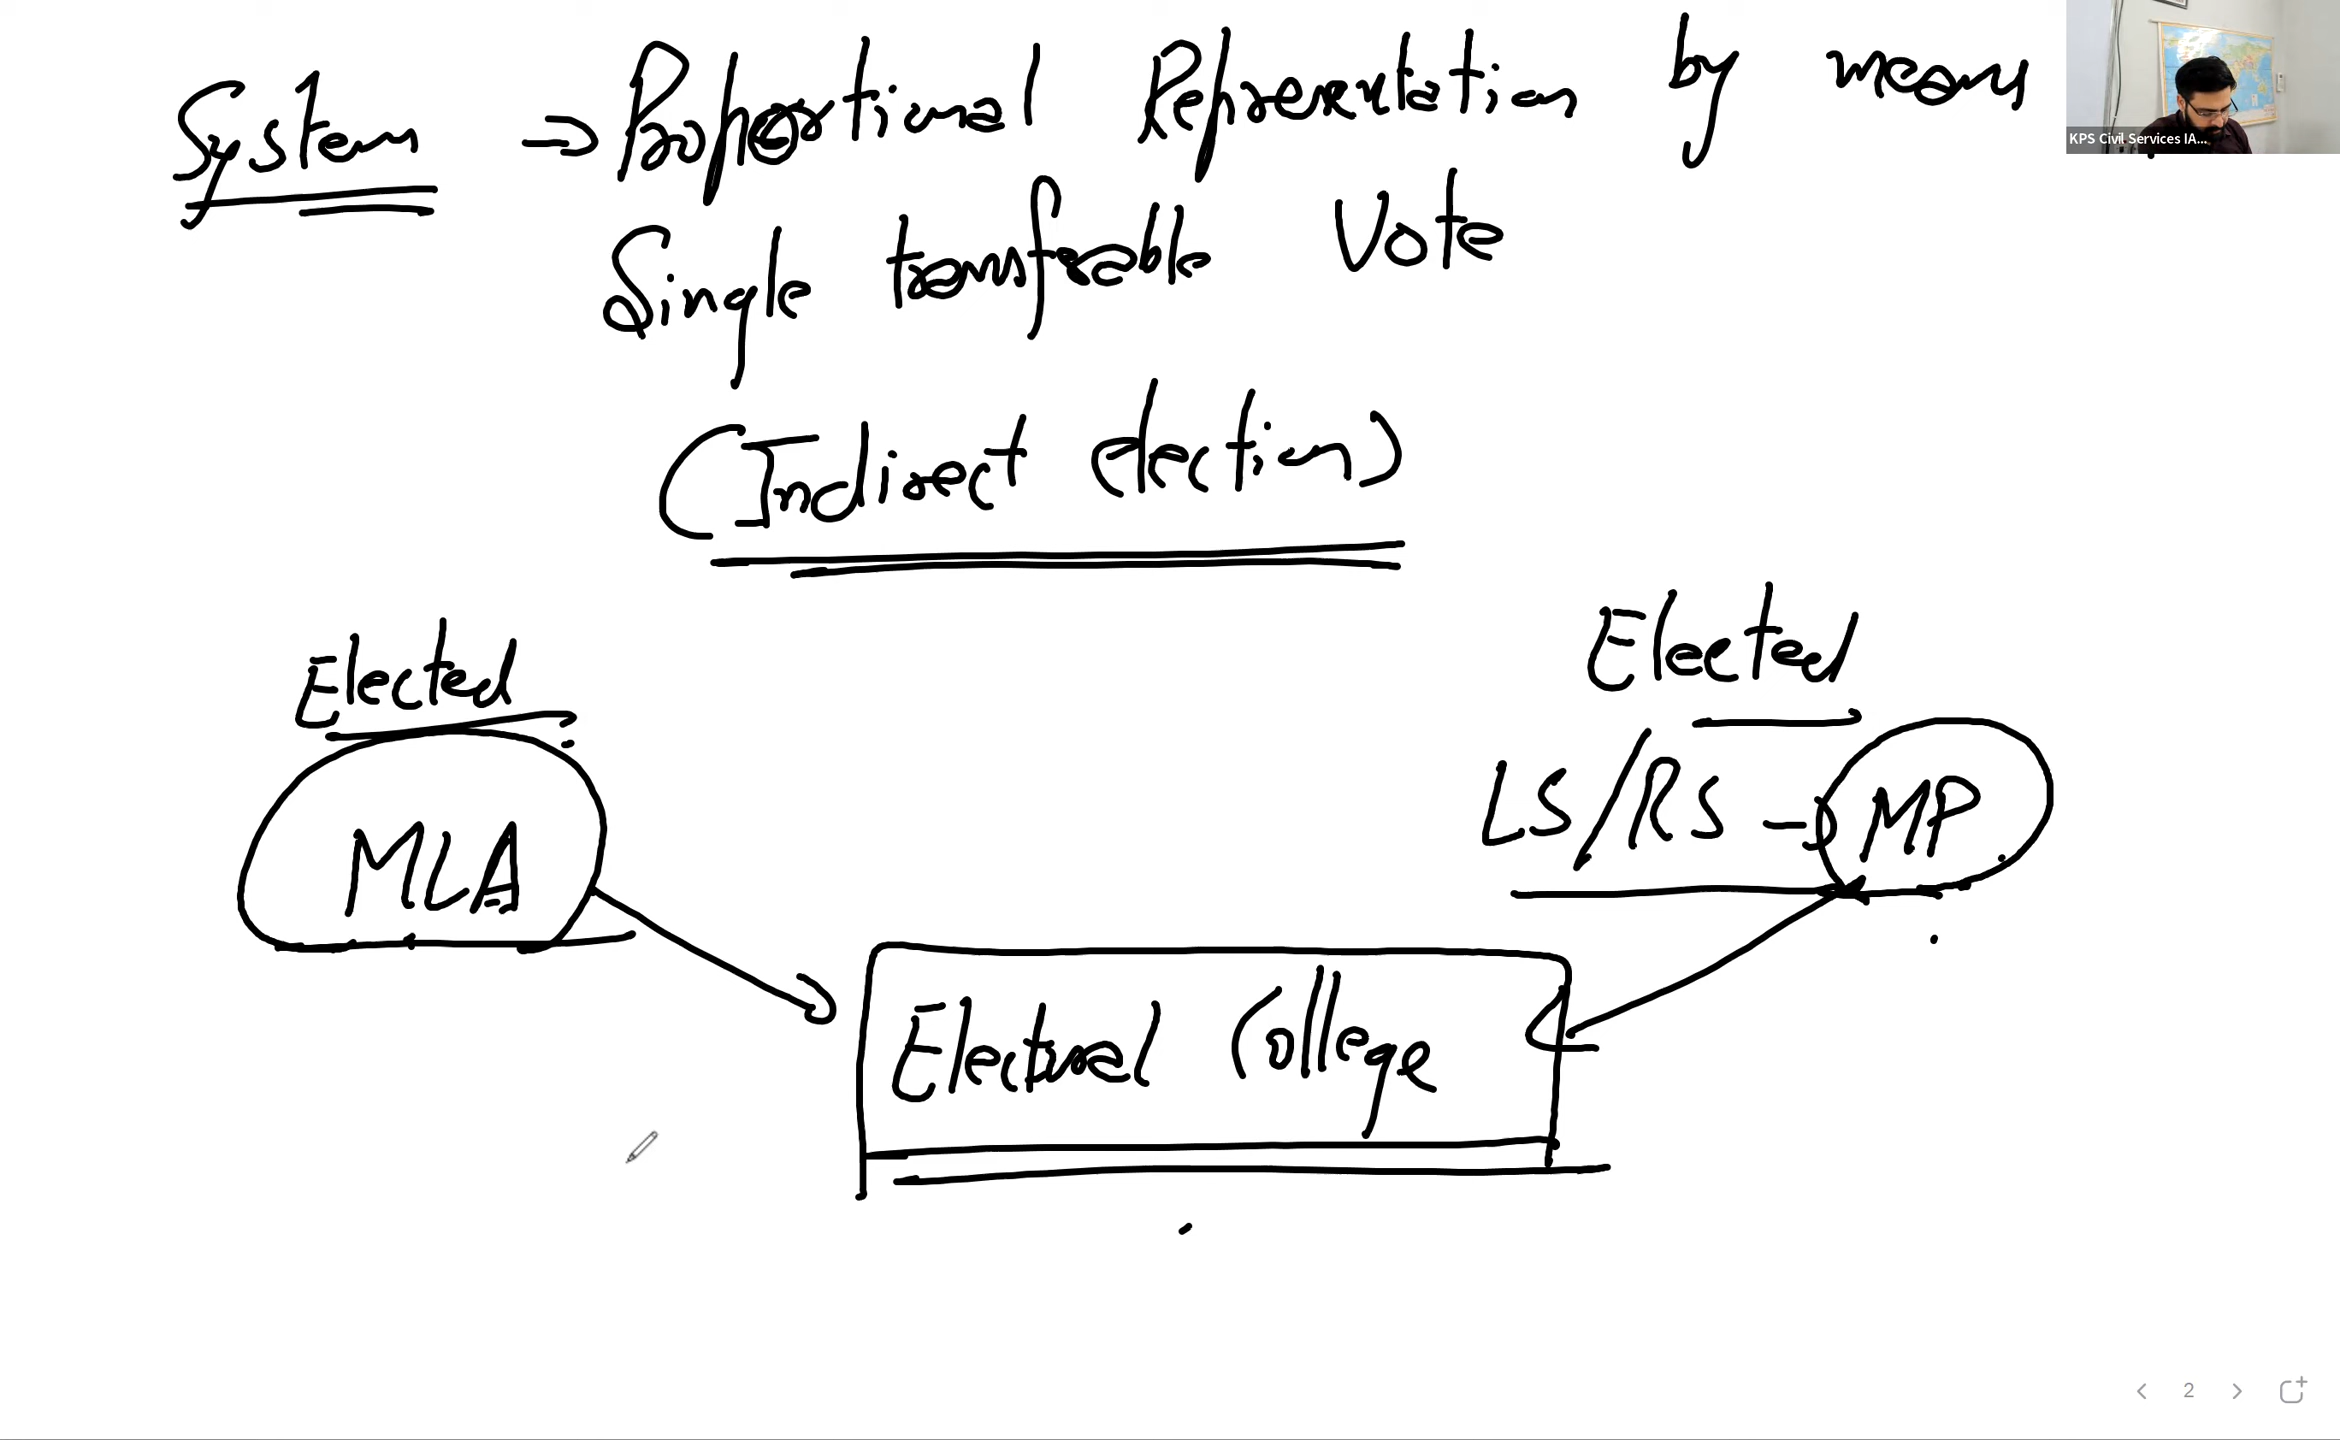 System ⇒ Proportional Representation by means
Single transferable Vote
(Indirect election)
Elected
MLA
Elected
LS/RS → MP
Electoral College
KPS Civil Services IA...
2